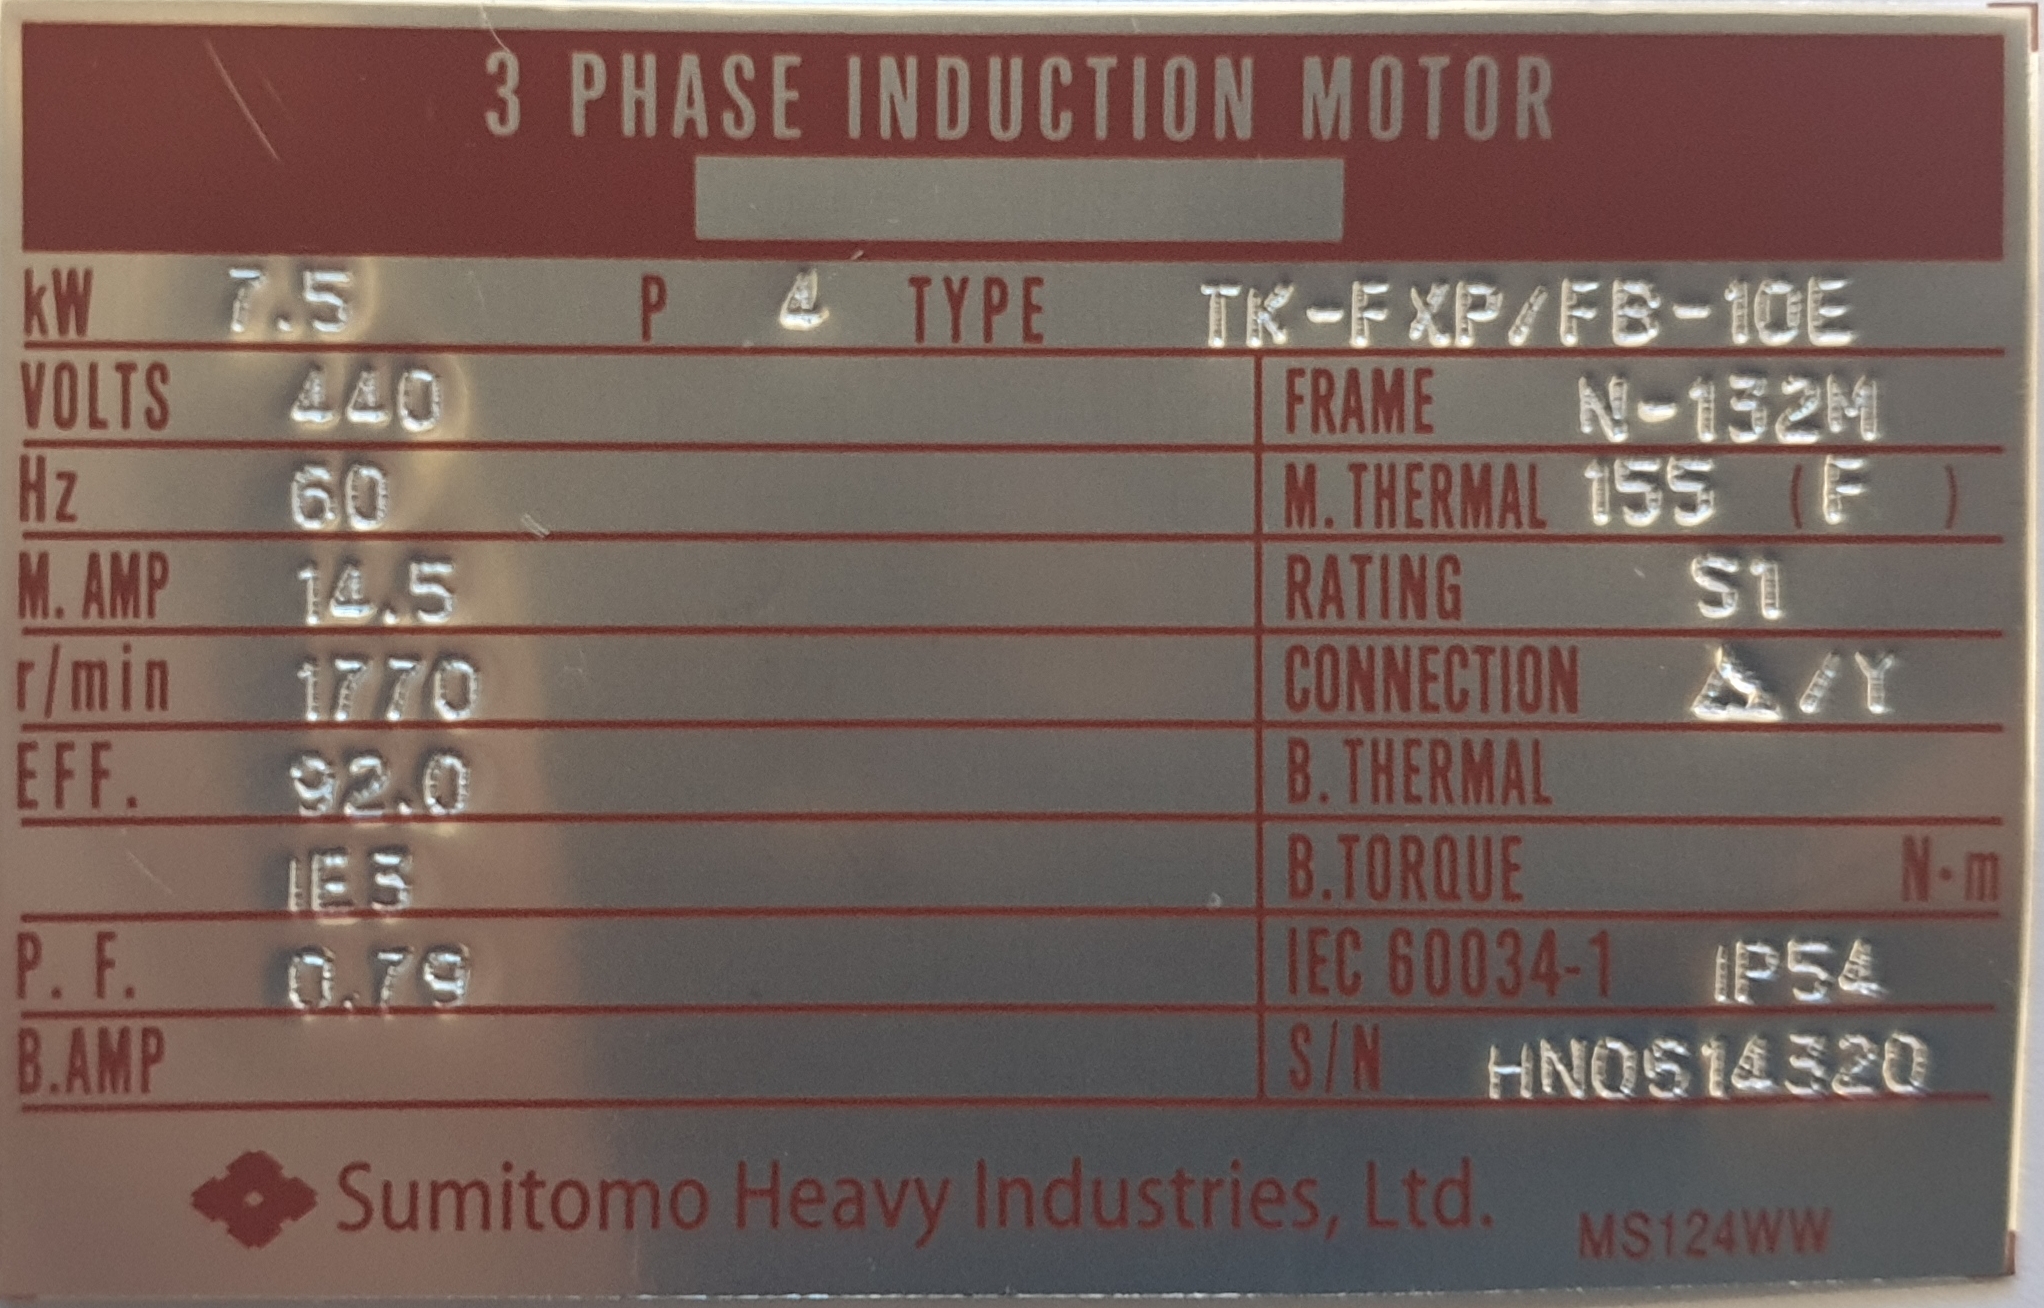 3 PHASE INDUCTION MOTOR
kW 7.5 P 4 TYPE TK-FXP/FB-10E
VOLTS 440 FRAME N-132M
Hz 60 M. THERMAL 155 ( F )
M. AMP 14.5 RATING S1
r/min 1770 CONNECTION Δ/Y
EFF. 92.0 B. THERMAL
IE3 B.TORQUE N·m
P. F. 0.79 IEC 60034-1 IP54
B.AMP S/N HN0614320
Sumitomo Heavy Industries, Ltd. MS124WW